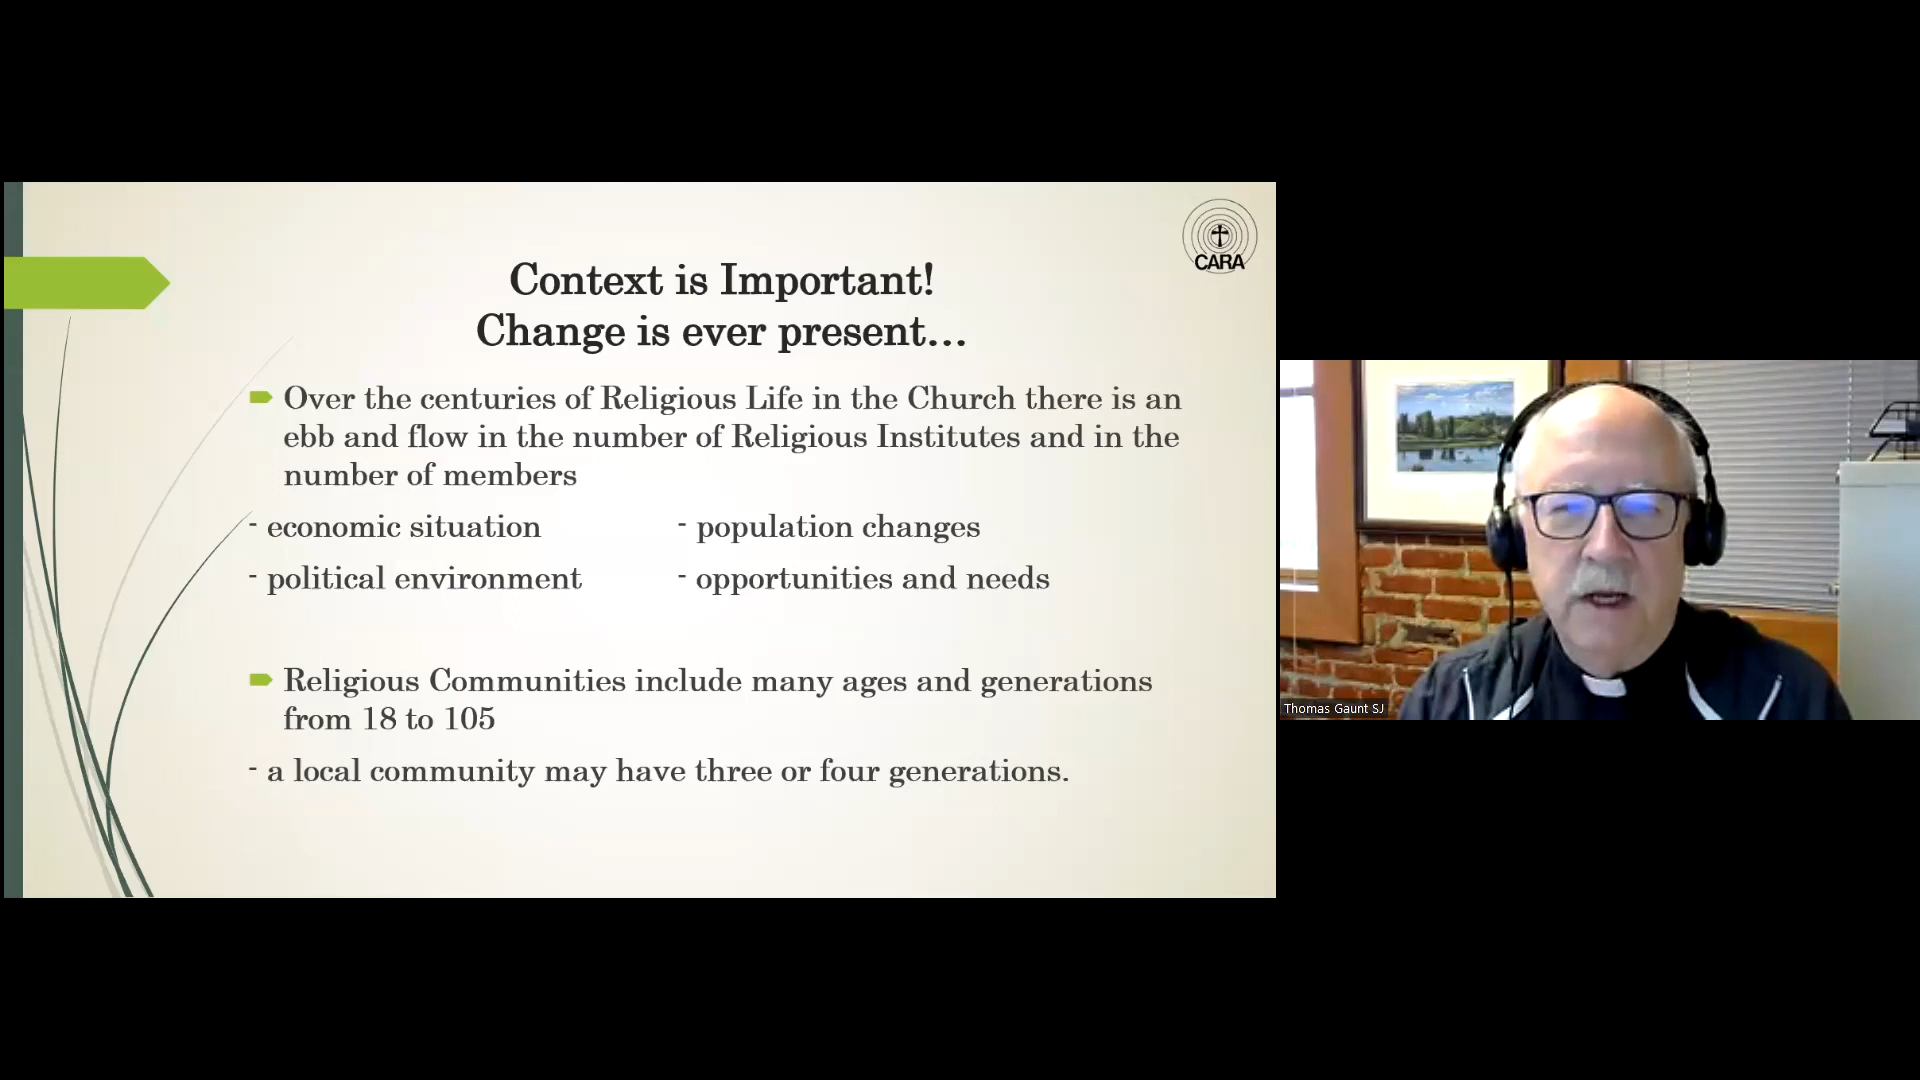 CARA
Context is Important!
Change is ever present...
Over the centuries of Religious Life in the Church there is an
ebb and flow in the number of Religious Institutes and in the
number of members
- economic situation - population changes
- political environment - opportunities and needs
Religious Communities include many ages and generations
from 18 to 105
- a local community may have three or four generations.
Thomas Gaunt SJ